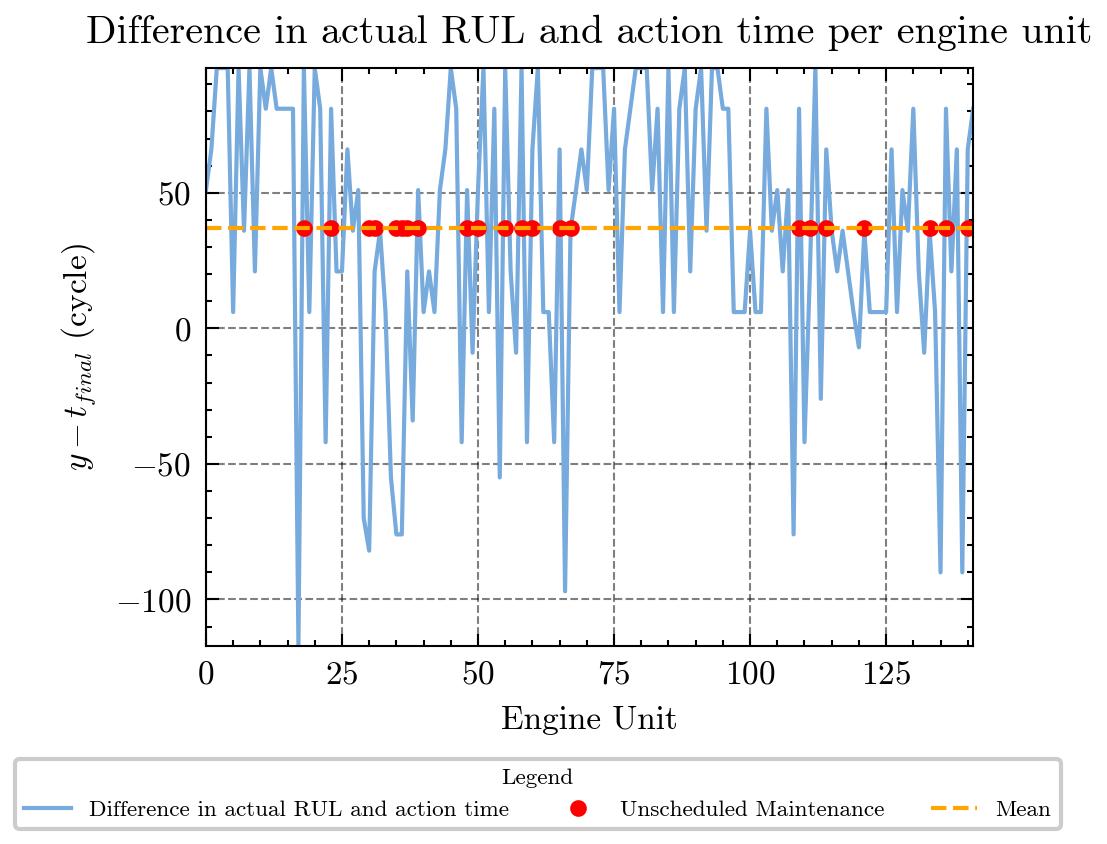 Difference in actual RUL and action time per engine unit
y − t_final (cycle)
50
0
−50
−100
0 25 50 75 100 125
Engine Unit
Legend
Difference in actual RUL and action time Unscheduled Maintenance Mean